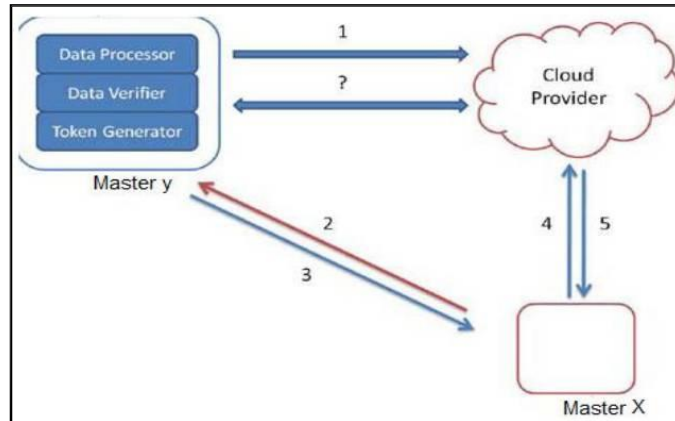 Data Processor
Data Verifier
Token Generator
Master y
1
?
Cloud
Provider
2
3
4
5
Master X